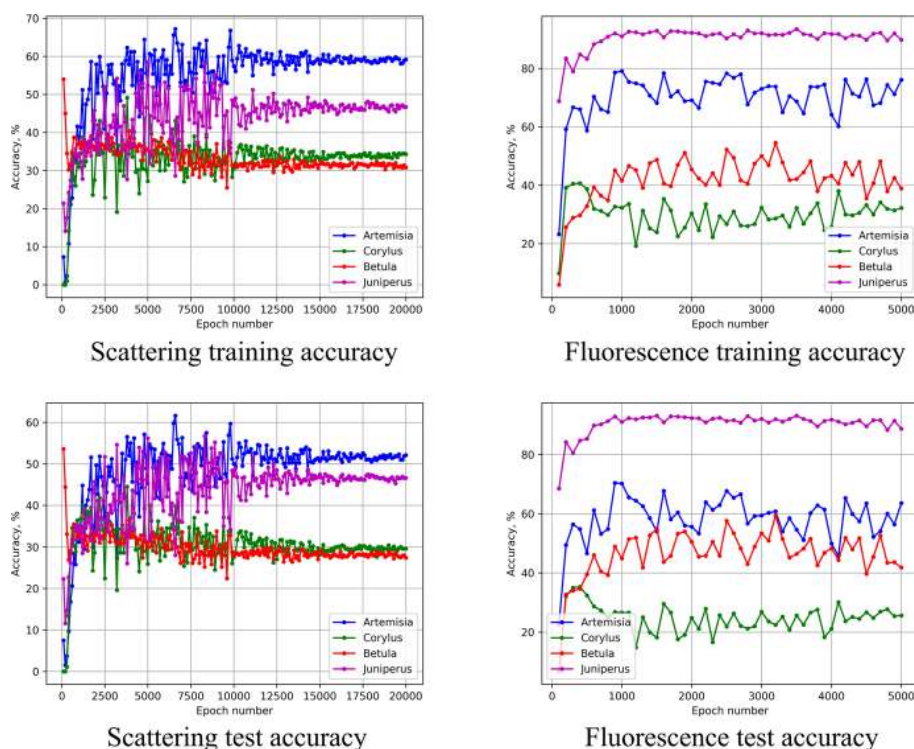 70
60
50
40
30
20
10
0
Accuracy, %
Artemisia
Corylus
Betula
Juniperus
0 2500 5000 7500 10000 12500 15000 17500 20000
Epoch number
Scattering training accuracy
80
60
40
20
Accuracy, %
Artemisia
Corylus
Betula
Juniperus
0 1000 2000 3000 4000 5000
Epoch number
Fluorescence training accuracy
60
50
40
30
20
10
0
Accuracy, %
Artemisia
Corylus
Betula
Juniperus
0 2500 5000 7500 10000 12500 15000 17500 20000
Epoch number
Scattering test accuracy
80
60
40
20
Accuracy, %
Artemisia
Corylus
Betula
Juniperus
0 1000 2000 3000 4000 5000
Epoch number
Fluorescence test accuracy